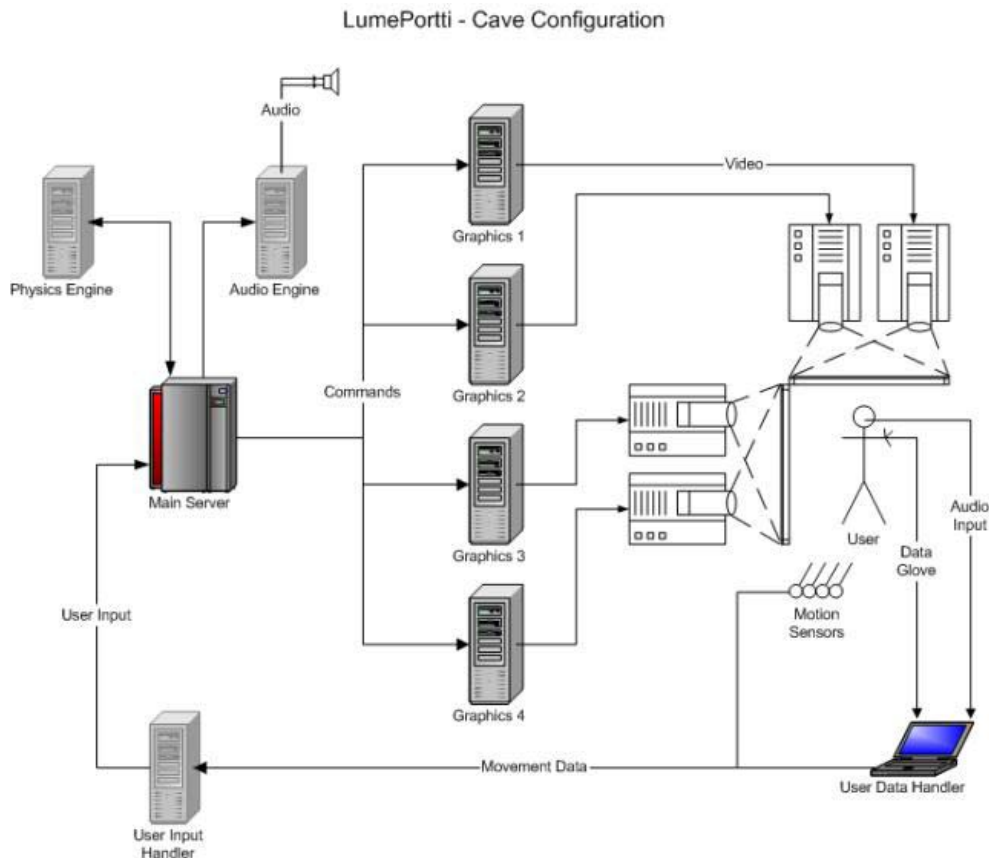 LumePortti - Cave Configuration
Audio
Video
Graphics 1
Physics Engine
Audio Engine
Graphics 2
Commands
Main Server
Graphics 3
User
Audio
Input
Data
Glove
User Input
Motion
Sensors
Graphics 4
Movement Data
User Data Handler
User Input
Handler